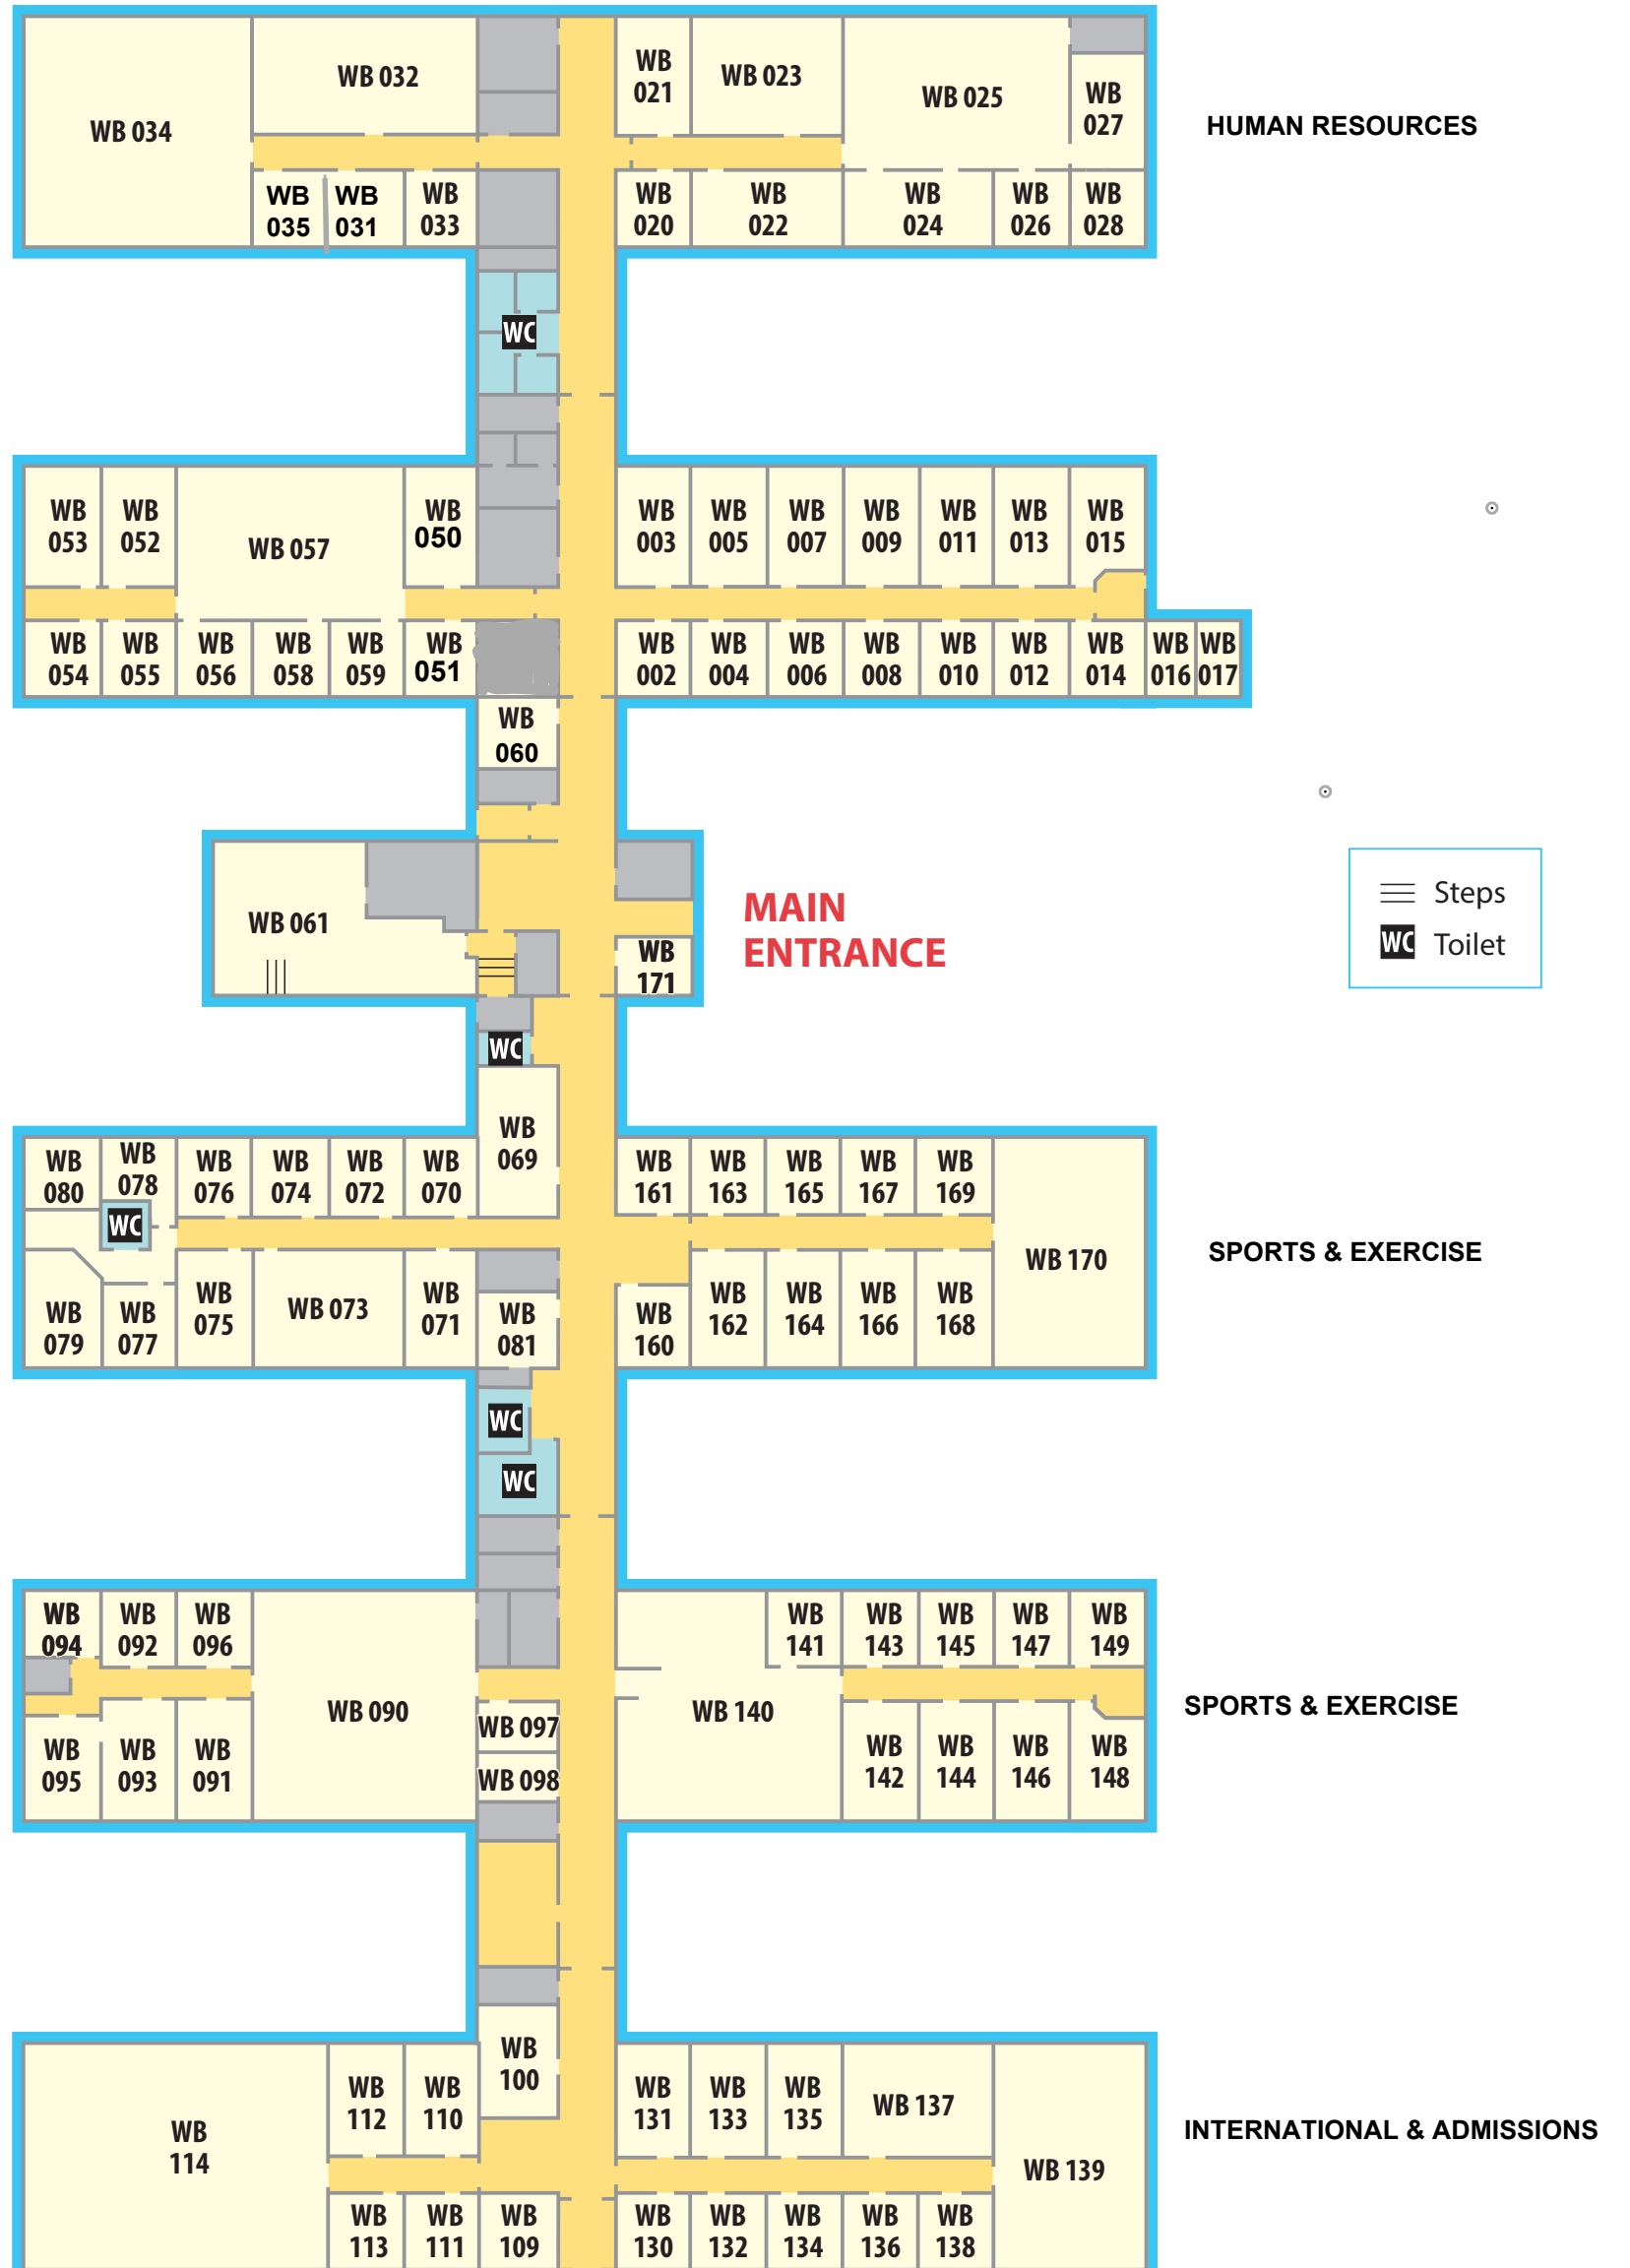 WB 034
WB 032
WB
021
WB 023
WB 025
WB
027
HUMAN RESOURCES
WB
035
WB
031
WB
033
WB
020
WB
022
WB
024
WB
026
WB
028
WC
WB
053
WB
052
WB 057
WB
050
WB
003
WB
005
WB
007
WB
009
WB
011
WB
013
WB
015
WB
054
WB
055
WB
056
WB
058
WB
059
WB
051
WB
002
WB
004
WB
006
WB
008
WB
010
WB
012
WB
014
WB
016
WB
017
WB
060
WB 061
MAIN
ENTRANCE
WB
171
Steps
WC Toilet
WC
WB
069
WB
080
WB
078
WB
076
WB
074
WB
072
WB
070
WC
WB
161
WB
163
WB
165
WB
167
WB
169
WB 170
SPORTS & EXERCISE
WB
079
WB
077
WB
075
WB 073
WB
071
WB
081
WB
160
WB
162
WB
164
WB
166
WB
168
WC
WC
WB
094
WB
092
WB
096
WB 090
WB 097
WB 098
WB 140
WB
141
WB
143
WB
145
WB
147
WB
149
SPORTS & EXERCISE
WB
095
WB
093
WB
091
WB
142
WB
144
WB
146
WB
148
WB
100
WB
114
WB
112
WB
110
WB
131
WB
133
WB
135
WB 137
WB 139
INTERNATIONAL & ADMISSIONS
WB
113
WB
111
WB
109
WB
130
WB
132
WB
134
WB
136
WB
138